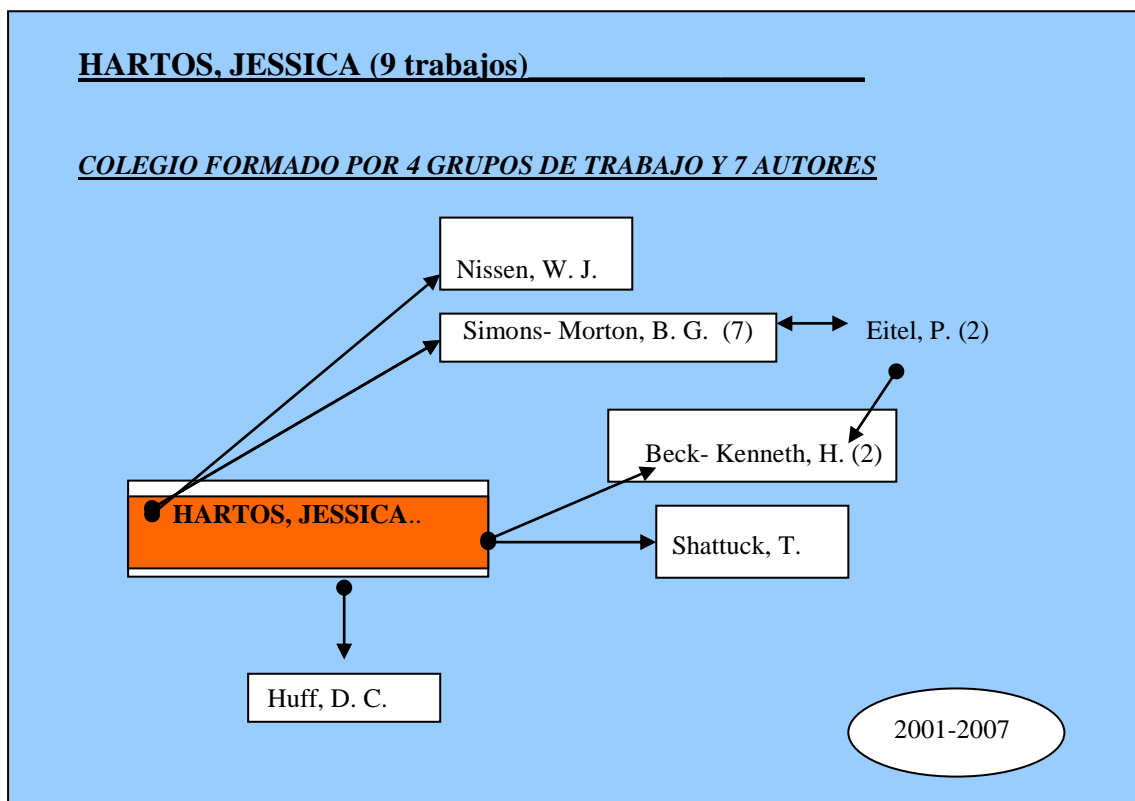 HARTOS, JESSICA (9 trabajos)
COLEGIO FORMADO POR 4 GRUPOS DE TRABAJO Y 7 AUTORES
Nissen, W. J.
Simons- Morton, B. G. (7)
Eitel, P. (2)
Beck- Kenneth, H. (2)
HARTOS, JESSICA..
Shattuck, T.
Huff, D. C.
2001-2007